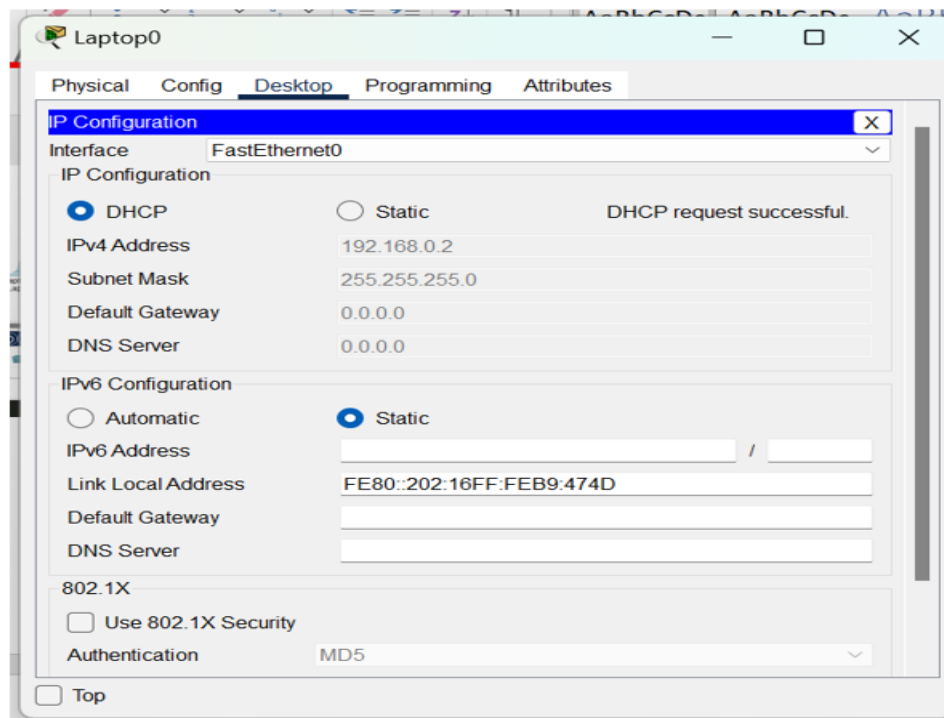 AaBbCcDc AaBbCcDc
Laptop0
Physical Config Desktop Programming Attributes
IP Configuration X
Interface FastEthernet0
IP Configuration
DHCP Static DHCP request successful.
IPv4 Address 192.168.0.2
Subnet Mask 255.255.255.0
Default Gateway 0.0.0.0
DNS Server 0.0.0.0
IPv6 Configuration
Automatic Static
IPv6 Address /
Link Local Address FE80::202:16FF:FEB9:474D
Default Gateway
DNS Server
802.1X
Use 802.1X Security
Authentication MD5
Top